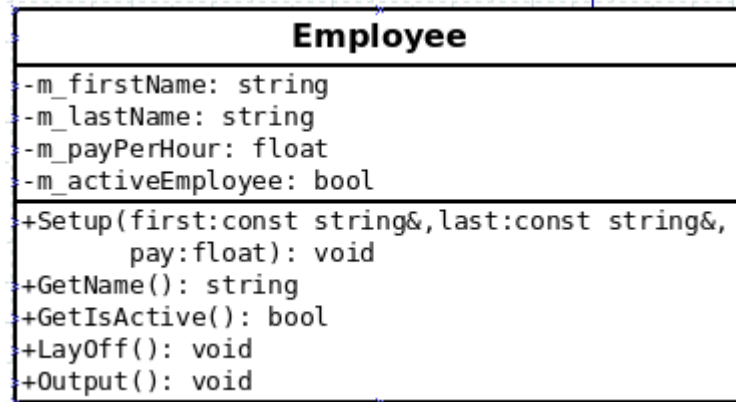 Employee
-m_firstName: string
-m_lastName: string
-m_payPerHour: float
-m_activeEmployee: bool
+Setup(first:const string&,last:const string&,
pay:float): void
+GetName(): string
+GetIsActive(): bool
+LayOff(): void
+Output(): void